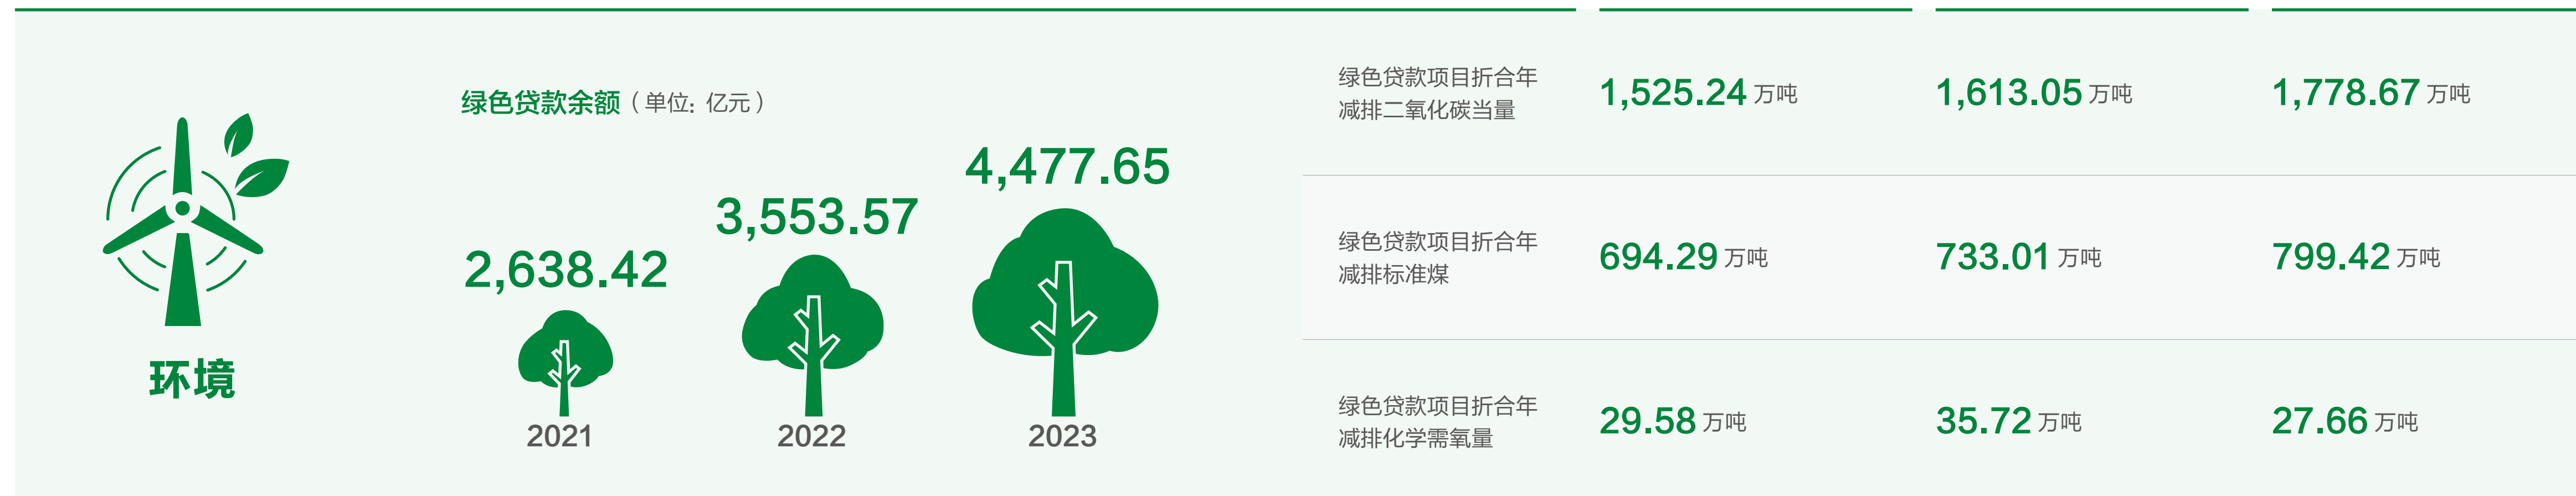 环境
绿色贷款余额（单位: 亿元）
2,638.42
3,553.57
4,477.65
2021
2022
2023
绿色贷款项目折合年
减排二氧化碳当量
1,525.24 万吨
1,613.05 万吨
1,778.67 万吨
绿色贷款项目折合年
减排标准煤
694.29 万吨
733.01 万吨
799.42 万吨
绿色贷款项目折合年
减排化学需氧量
29.58 万吨
35.72 万吨
27.66 万吨